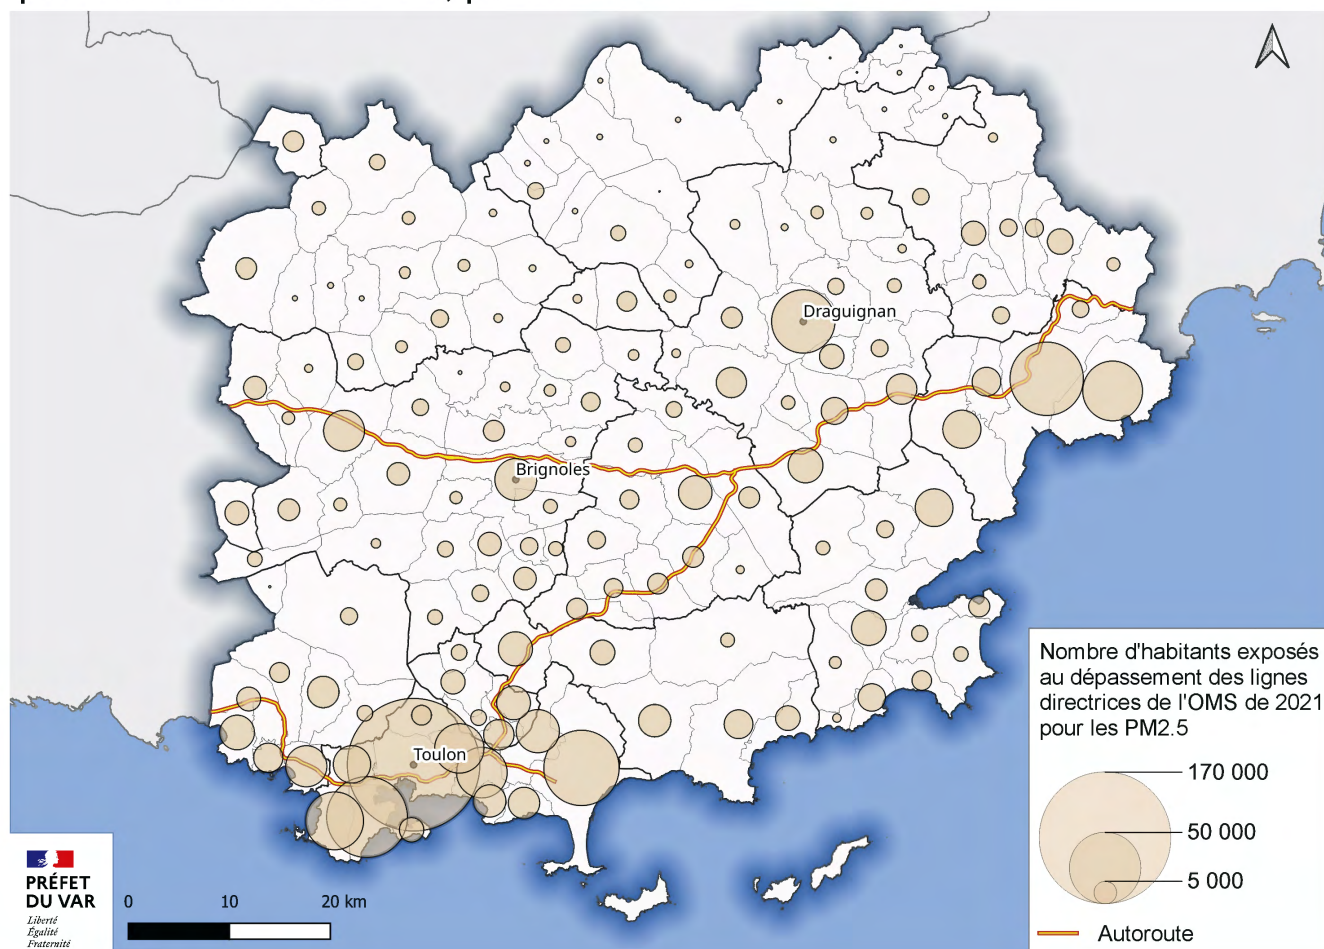 Draguignan
Brignoles
Toulon
Nombre d'habitants exposés
au dépassement des lignes
directrices de l'OMS de 2021
pour les PM2.5
170 000
50 000
5 000
Autoroute
PRÉFET
DU VAR
Liberté
Égalité
Fraternité
0 10 20 km